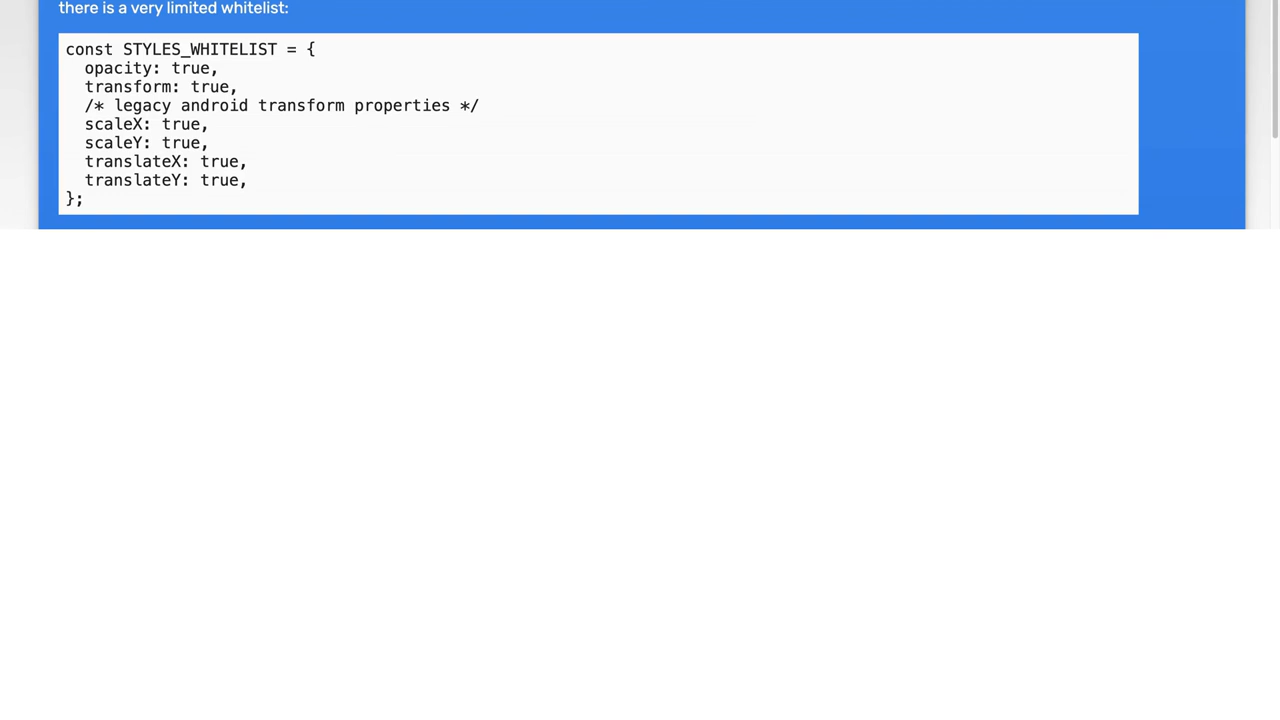 there is a very limited whitelist:
const STYLES_WHITELIST = {
  opacity: true,
  transform: true,
  /* legacy android transform properties */
  scaleX: true,
  scaleY: true,
  translateX: true,
  translateY: true,
};